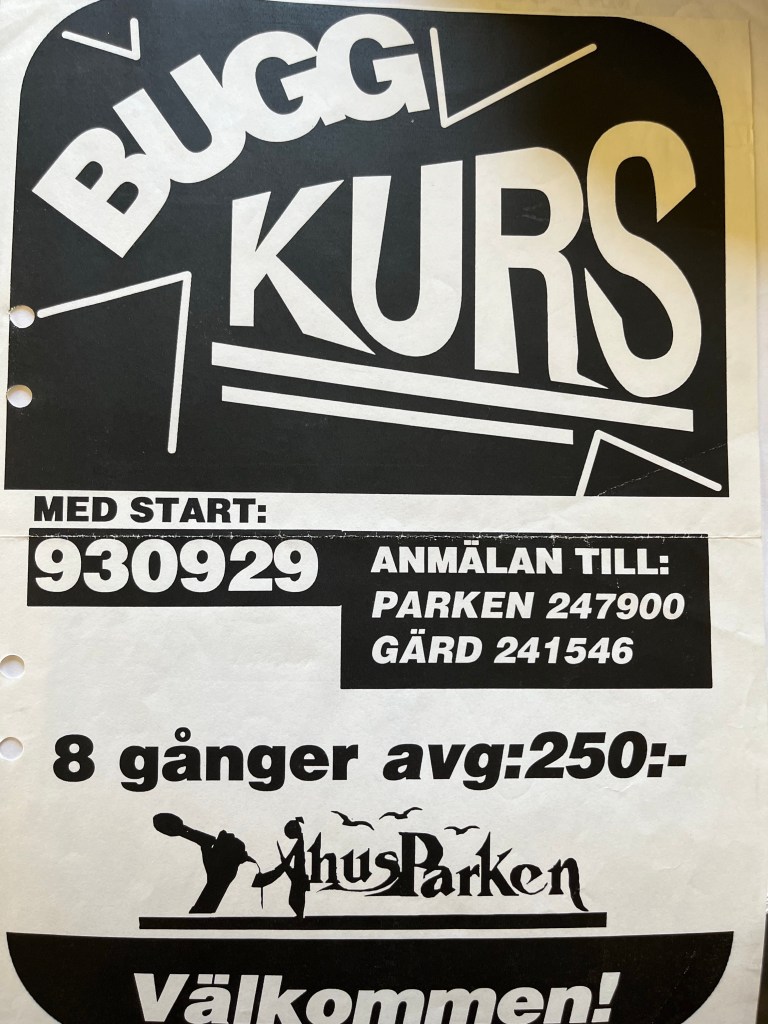 BUGG
KURS
MED START:
930929
ANMÄLAN TILL:
PARKEN 247900
GÄRD 241546
8 gånger avg:250:-
ÅhusParken
Välkommen!